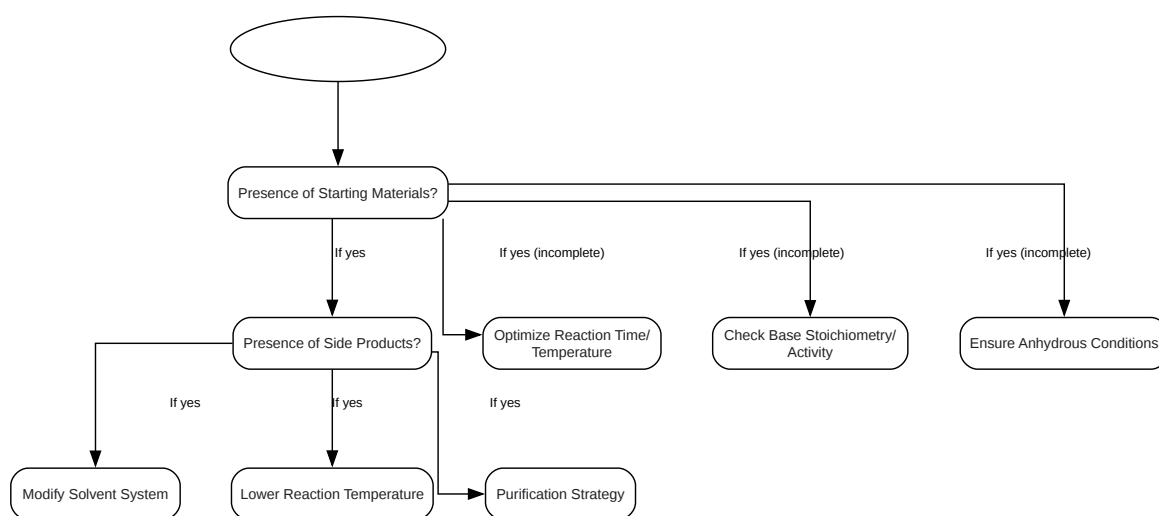 Presence of Starting Materials?
If yes
If yes (incomplete)
If yes (incomplete)
If yes (incomplete)
Presence of Side Products?
Optimize Reaction Time/
Temperature
Check Base Stoichiometry/
Activity
Ensure Anhydrous Conditions
If yes
If yes
If yes
Modify Solvent System
Lower Reaction Temperature
Purification Strategy